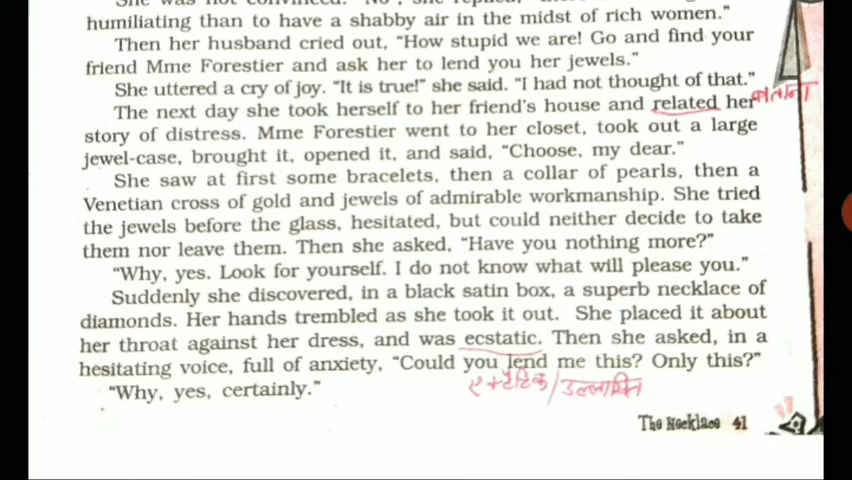 She was not convinced. "No", she replied,
humiliating than to have a shabby air in the midst of rich women."
Then her husband cried out, "How stupid we are! Go and find your
friend Mme Forestier and ask her to lend you her jewels."
She uttered a cry of joy. "It is true!" she said. "I had not thought of that."
The next day she took herself to her friend's house and related her बताना
story of distress. Mme Forestier went to her closet, took out a large
jewel-case, brought it, opened it, and said, "Choose, my dear."
She saw at first some bracelets, then a collar of pearls, then a
Venetian cross of gold and jewels of admirable workmanship. She tried
the jewels before the glass, hesitated, but could neither decide to take
them nor leave them. Then she asked, "Have you nothing more?"
"Why, yes. Look for yourself. I do not know what will please you."
Suddenly she discovered, in a black satin box, a superb necklace of
diamonds. Her hands trembled as she took it out. She placed it about
her throat against her dress, and was ecstatic. Then she asked, in a
hesitating voice, full of anxiety, "Could you lend me this? Only this?"
"Why, yes, certainly."
एस्टैटिक/उल्लासित
The Necklace 41